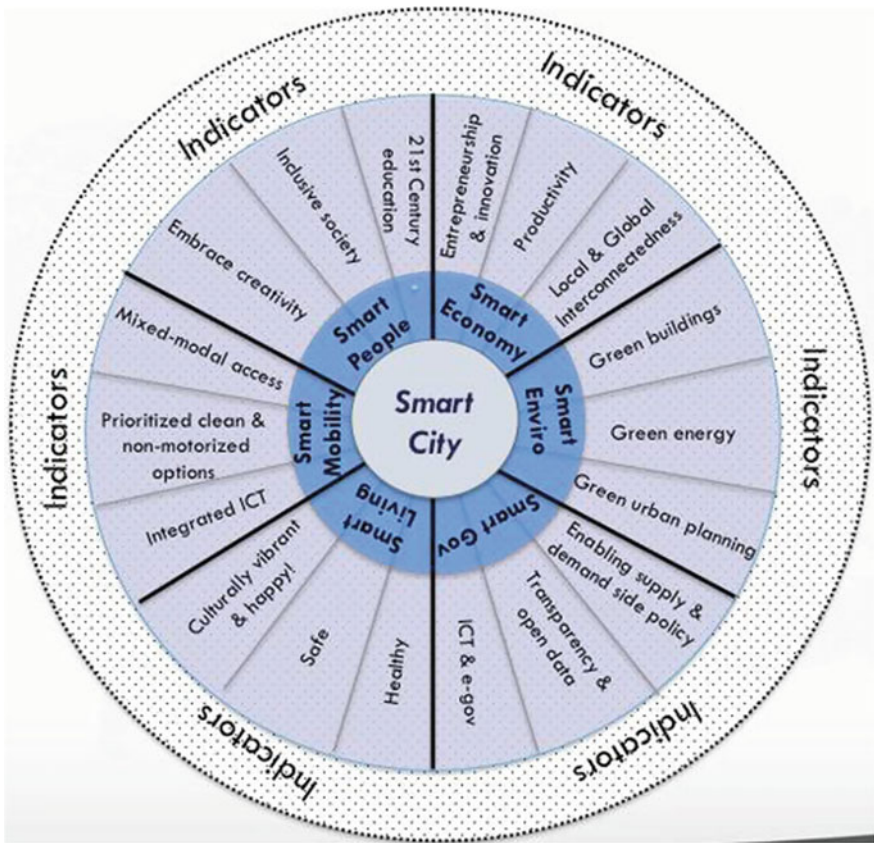 Indicators
Indicators
Indicators
Indicators
Indicators
Indicators
Smart
City
Smart
Economy
Entrepreneurship
& innovation
Productivity
Local & Global
Interconnectedness
Smart
Enviro
Green buildings
Green energy
Green urban planning
Smart Gov
Enabling supply &
demand side policy
Transparency &
open data
ICT & e-gov
Smart
Living
Healthy
Safe
Culturally vibrant
& happy!
Smart
Mobility
Integrated ICT
Prioritized clean &
non-motorized
options
Mixed-modal access
Smart
People
Embrace creativity
Inclusive society
21st Century
education